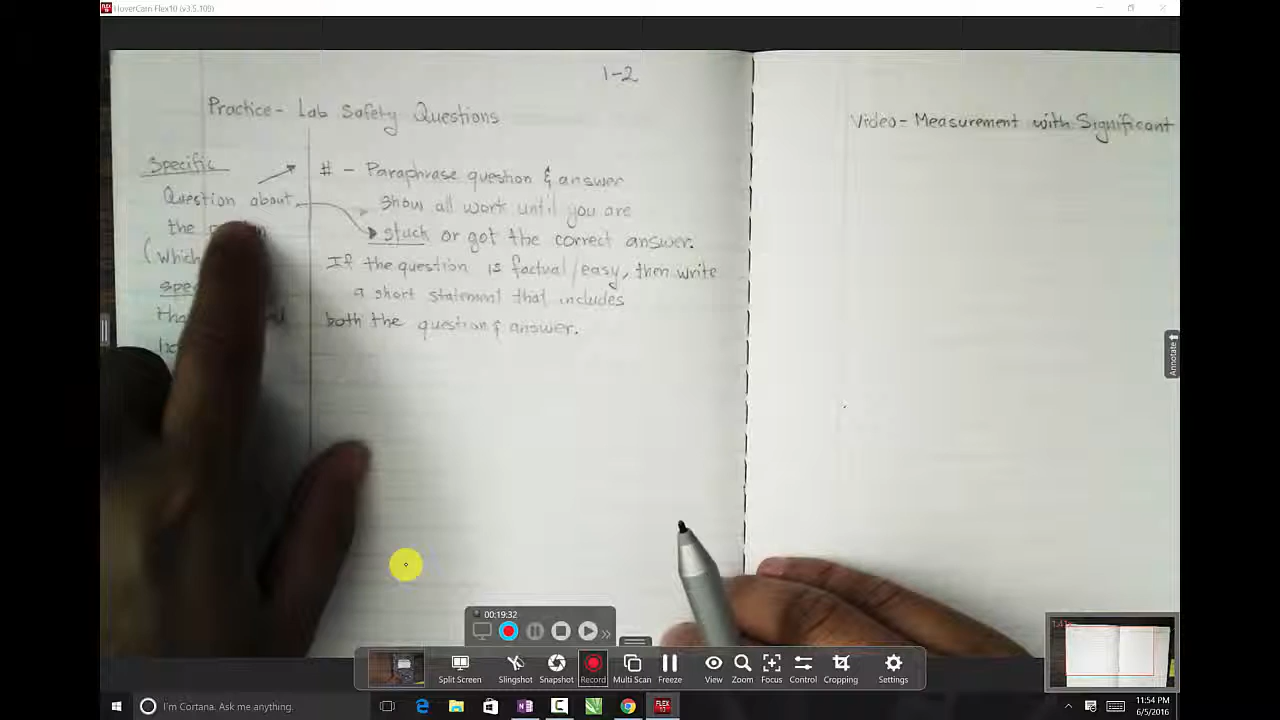 HoverCam Flex10 (v3.5.109)
1-2
Practice- Lab Safety Questions
Video- Measurement with Significant
Specific
Question about
the
(which
spe
# - Paraphrase question & answer
show all work until you are
stuck or got the correct answer.
If the question is factual/easy, then write
a short statement that includes
both the question & answer.
Annotate
00:19:32
Split Screen
Slingshot
Snapshot
Record
Multi Scan
Freeze
View
Zoom
Focus
Control
Cropping
Settings
I'm Cortana. Ask me anything.
11:54 PM
6/5/2016